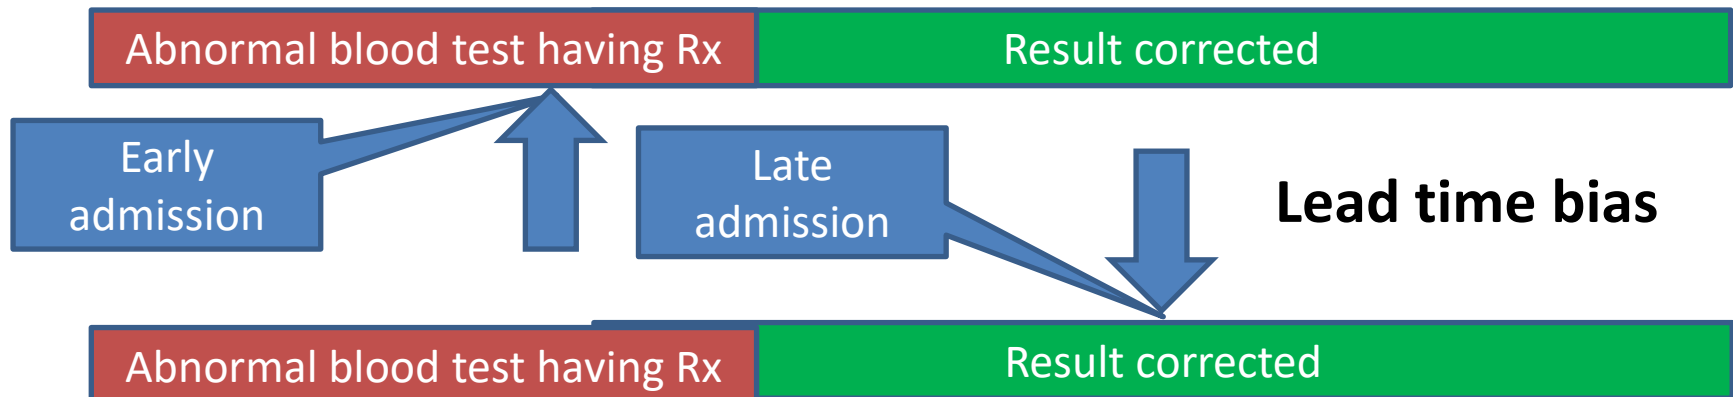 Abnormal blood test having Rx
Result corrected
Early
admission
Late
admission
Lead time bias
Abnormal blood test having Rx
Result corrected